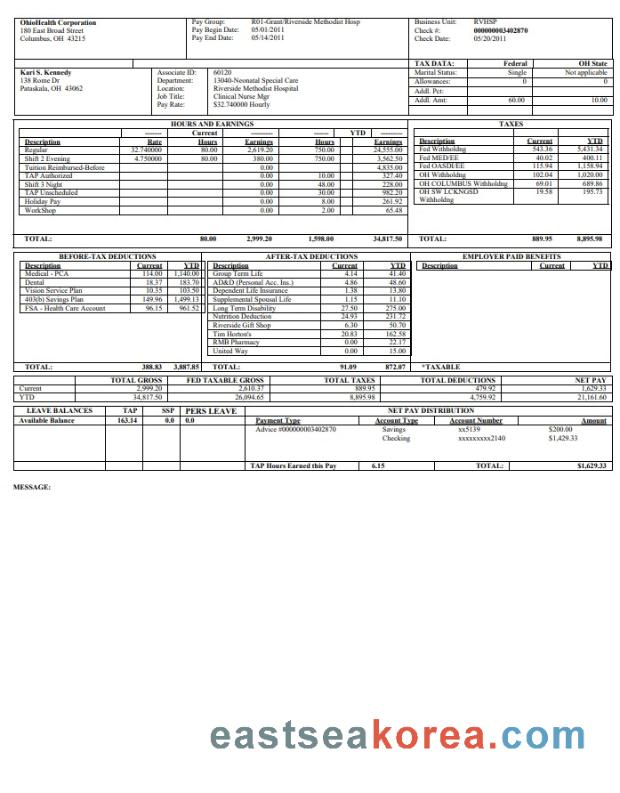 OhioHealth Corporation
180 East Broad Street
Columbus, OH 43215
Pay Group: R01-Grant/Riverside Methodist Hosp
Pay Begin Date: 05/01/2011
Pay End Date: 05/14/2011
Business Unit: RVHSP
Check #: 000000003402870
Check Date: 05/20/2011
Kari S. Kennedy
138 Rome Dr
Pataskala, OH 43062
Associate ID: 60120
Department: 13040-Neonatal Special Care
Location: Riverside Methodist Hospital
Job Title: Clinical Nurse Mgr
Pay Rate: $32.740000 Hourly
TAX DATA: Federal OH State
Marital Status: Single Not applicable
Allowances: 0 0
Addl. Pct:
Addl. Amt: 60.00 10.00
HOURS AND EARNINGS
-------- Current ---------- ------ YTD ---------
Description Rate Hours Earnings Hours Earnings
Regular 32.740000 80.00 2,619.20 750.00 24,555.00
Shift 2 Evening 4.750000 80.00 380.00 750.00 3,562.50
Tuition Reimbursed-Before 0.00 4,835.00
TAP Authorized 0.00 10.00 327.40
Shift 3 Night 0.00 48.00 228.00
TAP Unscheduled 0.00 30.00 982.20
Holiday Pay 0.00 8.00 261.92
WorkShop 0.00 2.00 65.48
TOTAL: 80.00 2,999.20 1,598.00 34,817.50
TAXES
Description Current YTD
Fed Withholdng 543.36 5,431.34
Fed MED/EE 40.02 400.11
Fed OASDI/EE 115.94 1,158.94
OH Withholdng 102.04 1,020.00
OH COLUMBUS Withholdng 69.01 689.86
OH SW LCKNGSD 19.58 195.73
Withholdng
TOTAL: 889.95 8,895.98
BEFORE-TAX DEDUCTIONS
Description Current YTD
Medical - PCA 114.00 1,140.00
Dental 18.37 183.70
Vision Service Plan 10.35 103.50
403(b) Savings Plan 149.96 1,499.13
FSA - Health Care Account 96.15 961.52
TOTAL: 388.83 3,887.85
AFTER-TAX DEDUCTIONS
Description Current YTD
Group Term Life 4.14 41.40
AD&D (Personal Acc. Ins.) 4.86 48.60
Dependent Life Insurance 1.38 13.80
Supplemental Spousal Life 1.15 11.10
Long Term Disability 27.50 275.00
Nutrition Deduction 24.93 231.72
Riverside Gift Shop 6.30 50.70
Tim Horton's 20.83 162.58
RMB Pharmacy 0.00 22.17
United Way 0.00 15.00
TOTAL: 91.09 872.07
EMPLOYER PAID BENEFITS
Description Current YTD
*TAXABLE
TOTAL GROSS FED TAXABLE GROSS TOTAL TAXES TOTAL DEDUCTIONS NET PAY
Current 2,999.20 2,610.37 889.95 479.92 1,629.33
YTD 34,817.50 26,094.65 8,895.98 4,759.92 21,161.60
LEAVE BALANCES TAP SSP PERS LEAVE
Available Balance 163.14 0.0 0.0
NET PAY DISTRIBUTION
Payment Type Account Type Account Number Amount
Advice #000000003402870 Savings xx5139 $200.00
Checking xxxxxxxxx2140 $1,429.33
TAP Hours Earned this Pay 6.15 TOTAL: $1,629.33
MESSAGE:
eastseakorea.com